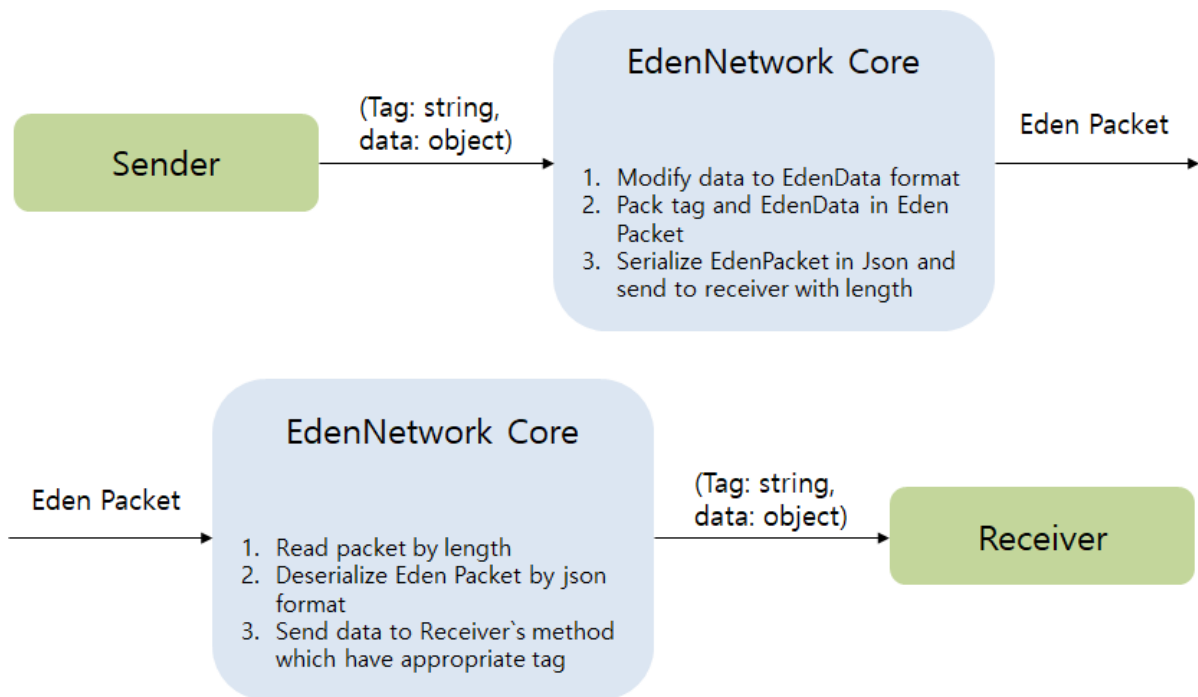 EdenNetwork Core
(Tag: string,
data: object)
Eden Packet
Sender
1. Modify data to EdenData format
2. Pack tag and EdenData in Eden
Packet
3. Serialize EdenPacket in Json and
send to receiver with length
EdenNetwork Core
Eden Packet
(Tag: string,
data: object)
Receiver
1. Read packet by length
2. Deserialize Eden Packet by json
format
3. Send data to Receiver`s method
which have appropriate tag